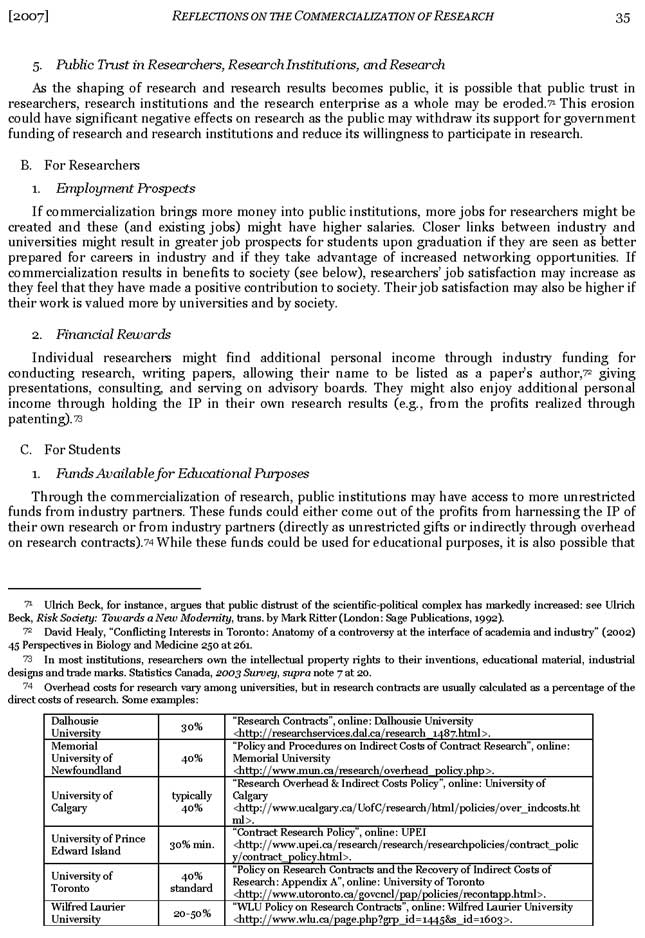 [2007] REFLECTIONS ON THE COMMERCIALIZATION OF RESEARCH 35
5. Public Trust in Researchers, Research Institutions, and Research
As the shaping of research and research results becomes public, it is possible that public trust in
researchers, research institutions and the research enterprise as a whole may be eroded.71 This erosion
could have significant negative effects on research as the public may withdraw its support for government
funding of research and research institutions and reduce its willingness to participate in research.
B. For Researchers
1. Employment Prospects
If commercialization brings more money into public institutions, more jobs for researchers might be
created and these (and existing jobs) might have higher salaries. Closer links between industry and
universities might result in greater job prospects for students upon graduation if they are seen as better
prepared for careers in industry and if they take advantage of increased networking opportunities. If
commercialization results in benefits to society (see below), researchers' job satisfaction may increase as
they feel that they have made a positive contribution to society. Their job satisfaction may also be higher if
their work is valued more by universities and by society.
2. Financial Rewards
Individual researchers might find additional personal income through industry funding for
conducting research, writing papers, allowing their name to be listed as a paper's author,72 giving
presentations, consulting, and serving on advisory boards. They might also enjoy additional personal
income through holding the IP in their own research results (e.g., from the profits realized through
patenting).73
C. For Students
1. Funds Available for Educational Purposes
Through the commercialization of research, public institutions may have access to more unrestricted
funds from industry partners. These funds could either come out of the profits from harnessing the IP of
their own research or from industry partners (directly as unrestricted gifts or indirectly through overhead
on research contracts).74 While these funds could be used for educational purposes, it is also possible that
71 Ulrich Beck, for instance, argues that public distrust of the scientific-political complex has markedly increased: see Ulrich
Beck, Risk Society: Towards a New Modernity, trans. by Mark Ritter (London: Sage Publications, 1992).
72 David Healy, "Conflicting Interests in Toronto: Anatomy of a controversy at the interface of academia and industry" (2002)
45 Perspectives in Biology and Medicine 250 at 261.
73 In most institutions, researchers own the intellectual property rights to their inventions, educational material, industrial
designs and trade marks. Statistics Canada, 2003 Survey, supra note 7 at 20.
74 Overhead costs for research vary among universities, but in research contracts are usually calculated as a percentage of the
direct costs of research. Some examples:
Dalhousie
University
30%
"Research Contracts", online: Dalhousie University
<http://researchservices.dal.ca/research_1487.html>.
Memorial
University of
Newfoundland
40%
"Policy and Procedures on Indirect Costs of Contract Research", online:
Memorial University
<http://www.mun.ca/research/overhead_policy.php>.
University of
Calgary
typically
40%
"Research Overhead & Indirect Costs Policy", online: University of
Calgary
<http://www.ucalgary.ca/UofC/research/html/policies/over_indcosts.ht
ml>.
University of Prince
Edward Island
30% min.
"Contract Research Policy", online: UPEI
<http://www.upei.ca/research/research/researchpolicies/contract_polic
y/contract_policy.html>.
University of
Toronto
40%
standard
"Policy on Research Contracts and the Recovery of Indirect Costs of
Research: Appendix A", online: University of Toronto
<http://www.utoronto.ca/govcncl/pap/policies/recontapp.html>.
Wilfred Laurier
University
20-50%
"WLU Policy on Research Contracts", online: Wilfred Laurier University
<http://www.wlu.ca/page.php?grp_id=1445&s_id=1603>.